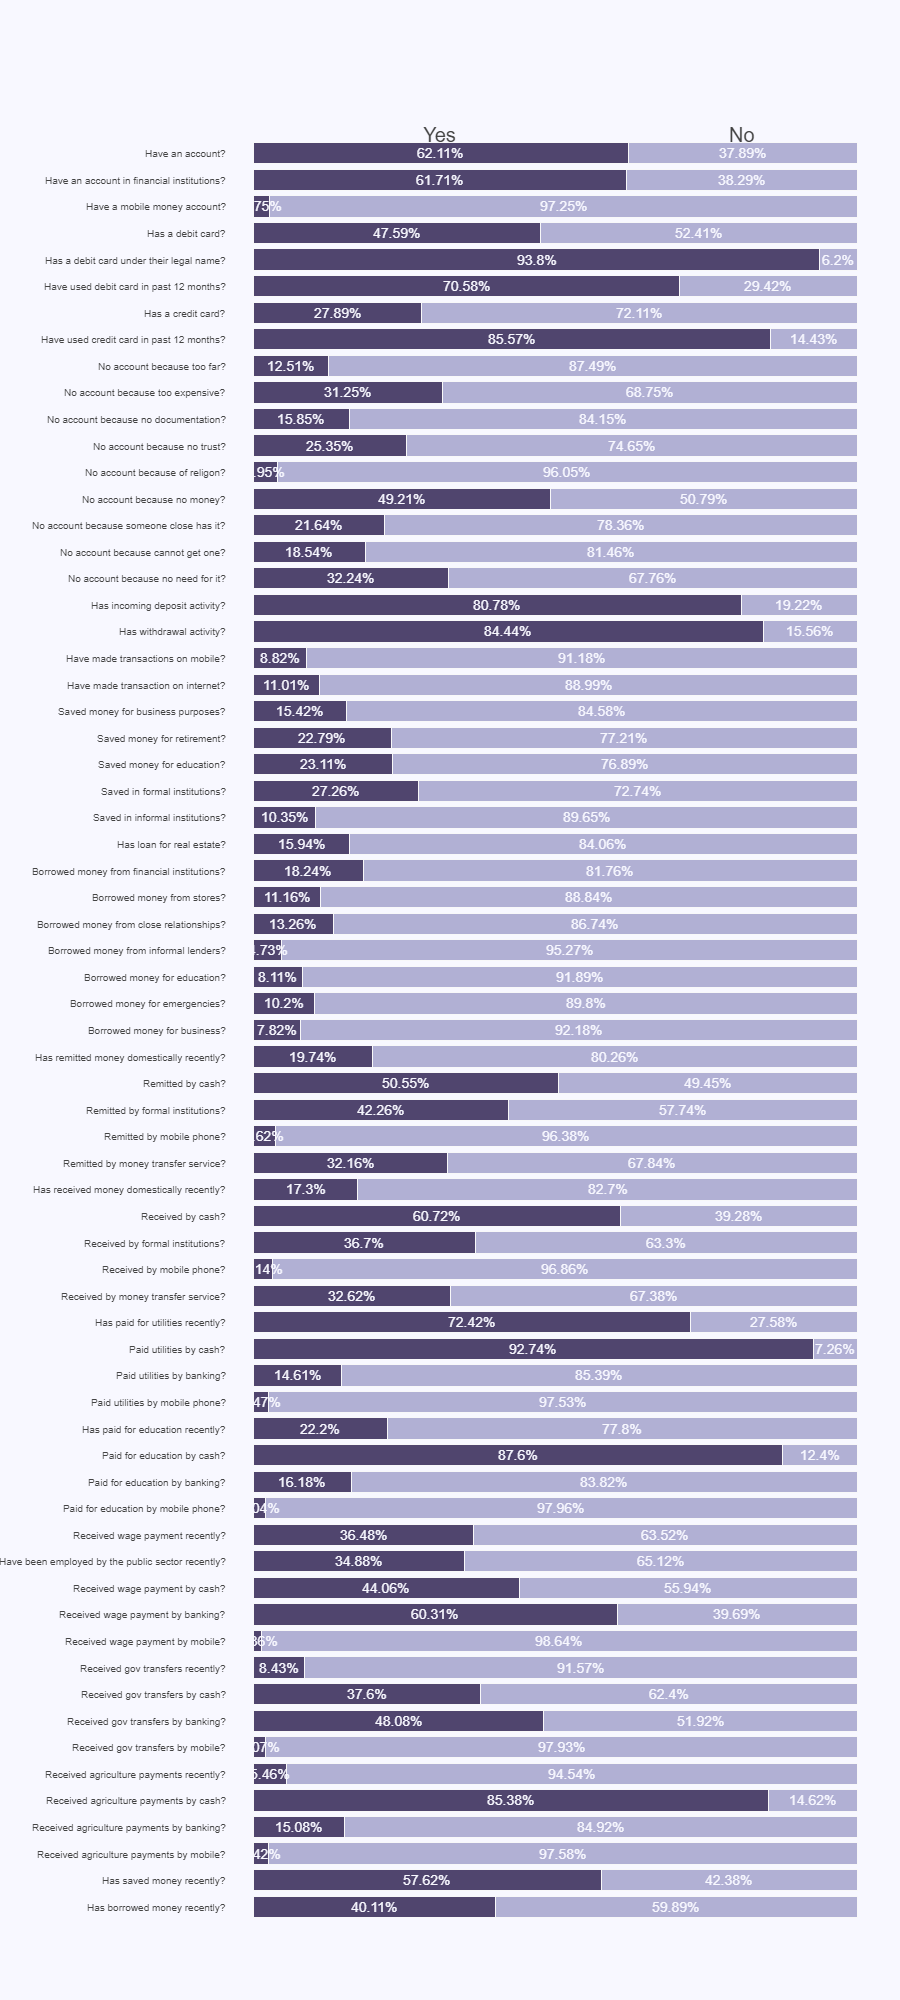 Yes No
Have an account? 62.11% 37.89%
Have an account in financial institutions? 61.71% 38.29%
Have a mobile money account? 75% 97.25%
Has a debit card? 47.59% 52.41%
Has a debit card under their legal name? 93.8% 6.2%
Have used debit card in past 12 months? 70.58% 29.42%
Has a credit card? 27.89% 72.11%
Have used credit card in past 12 months? 85.57% 14.43%
No account because too far? 12.51% 87.49%
No account because too expensive? 31.25% 68.75%
No account because no documentation? 15.85% 84.15%
No account because no trust? 25.35% 74.65%
No account because of religon? .95% 96.05%
No account because no money? 49.21% 50.79%
No account because someone close has it? 21.64% 78.36%
No account because cannot get one? 18.54% 81.46%
No account because no need for it? 32.24% 67.76%
Has incoming deposit activity? 80.78% 19.22%
Has withdrawal activity? 84.44% 15.56%
Have made transactions on mobile? 8.82% 91.18%
Have made transaction on internet? 11.01% 88.99%
Saved money for business purposes? 15.42% 84.58%
Saved money for retirement? 22.79% 77.21%
Saved money for education? 23.11% 76.89%
Saved in formal institutions? 27.26% 72.74%
Saved in informal institutions? 10.35% 89.65%
Has loan for real estate? 15.94% 84.06%
Borrowed money from financial institutions? 18.24% 81.76%
Borrowed money from stores? 11.16% 88.84%
Borrowed money from close relationships? 13.26% 86.74%
Borrowed money from informal lenders? 4.73% 95.27%
Borrowed money for education? 8.11% 91.89%
Borrowed money for emergencies? 10.2% 89.8%
Borrowed money for business? 7.82% 92.18%
Has remitted money domestically recently? 19.74% 80.26%
Remitted by cash? 50.55% 49.45%
Remitted by formal institutions? 42.26% 57.74%
Remitted by mobile phone? 62% 96.38%
Remitted by money transfer service? 32.16% 67.84%
Has received money domestically recently? 17.3% 82.7%
Received by cash? 60.72% 39.28%
Received by formal institutions? 36.7% 63.3%
Received by mobile phone? 14% 96.86%
Received by money transfer service? 32.62% 67.38%
Has paid for utilities recently? 72.42% 27.58%
Paid utilities by cash? 92.74% 7.26%
Paid utilities by banking? 14.61% 85.39%
Paid utilities by mobile phone? 47% 97.53%
Has paid for education recently? 22.2% 77.8%
Paid for education by cash? 87.6% 12.4%
Paid for education by banking? 16.18% 83.82%
Paid for education by mobile phone? 04% 97.96%
Received wage payment recently? 36.48% 63.52%
Have been employed by the public sector recently? 34.88% 65.12%
Received wage payment by cash? 44.06% 55.94%
Received wage payment by banking? 60.31% 39.69%
Received wage payment by mobile? 36% 98.64%
Received gov transfers recently? 8.43% 91.57%
Received gov transfers by cash? 37.6% 62.4%
Received gov transfers by banking? 48.08% 51.92%
Received gov transfers by mobile? 07% 97.93%
Received agriculture payments recently? 5.46% 94.54%
Received agriculture payments by cash? 85.38% 14.62%
Received agriculture payments by banking? 15.08% 84.92%
Received agriculture payments by mobile? 42% 97.58%
Has saved money recently? 57.62% 42.38%
Has borrowed money recently? 40.11% 59.89%